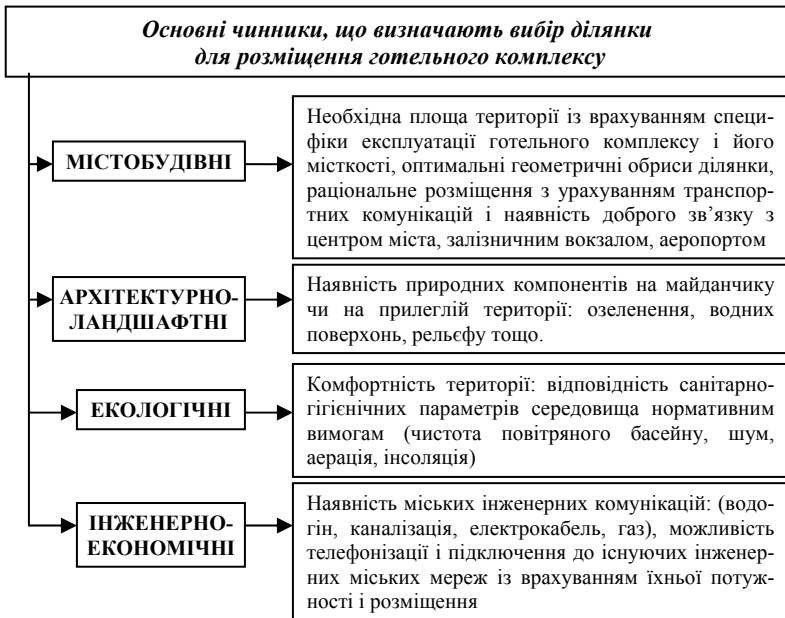 Основні чинники, що визначають вибір ділянки
для розміщення готельного комплексу
МІСТОБУДІВНІ
Необхідна площа території із врахуванням специ-
фіки експлуатації готельного комплексу і його
місткості, оптимальні геометричні обриси ділянки,
раціональне розміщення з урахуванням транспор-
тних комунікацій і наявність доброго зв’язку з
центром міста, залізничним вокзалом, аеропортом
АРХІТЕКТУРНО-
ЛАНДШАФТНІ
Наявність природних компонентів на майданчику
чи на прилеглій території: озеленення, водних
поверхонь, рельєфу тощо.
ЕКОЛОГІЧНІ
Комфортність території: відповідність санітарно-
гігієнічних параметрів середовища нормативним
вимогам (чистота повітряного басейну, шум,
аерація, інсоляція)
ІНЖЕНЕРНО-
ЕКОНОМІЧНІ
Наявність міських інженерних комунікацій: (водо-
гін, каналізація, електрокабель, газ), можливість
телефонізації і підключення до існуючих інженер-
них міських мереж із врахуванням їхньої потуж-
ності і розміщення